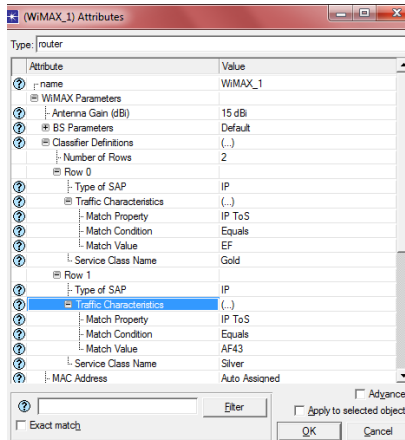 (WiMAX_1) Attributes
Type: router
Attribute Value
name WiMAX_1
WiMAX Parameters
Antenna Gain (dBi) 15 dBi
BS Parameters Default
Classifier Definitions (...)
Number of Rows 2
Row 0
Type of SAP IP
Traffic Characteristics (...)
Match Property IP ToS
Match Condition Equals
Match Value EF
Service Class Name Gold
Row 1
Type of SAP IP
Traffic Characteristics (...)
Match Property IP ToS
Match Condition Equals
Match Value AF43
Service Class Name Silver
MAC Address Auto Assigned
Advance
Filter Apply to selected object
Exact match OK Cancel